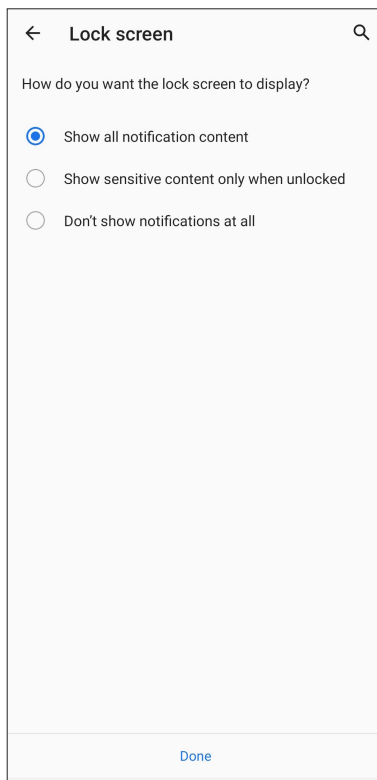 Lock screen
How do you want the lock screen to display?
Show all notification content
Show sensitive content only when unlocked
Don’t show notifications at all
Done